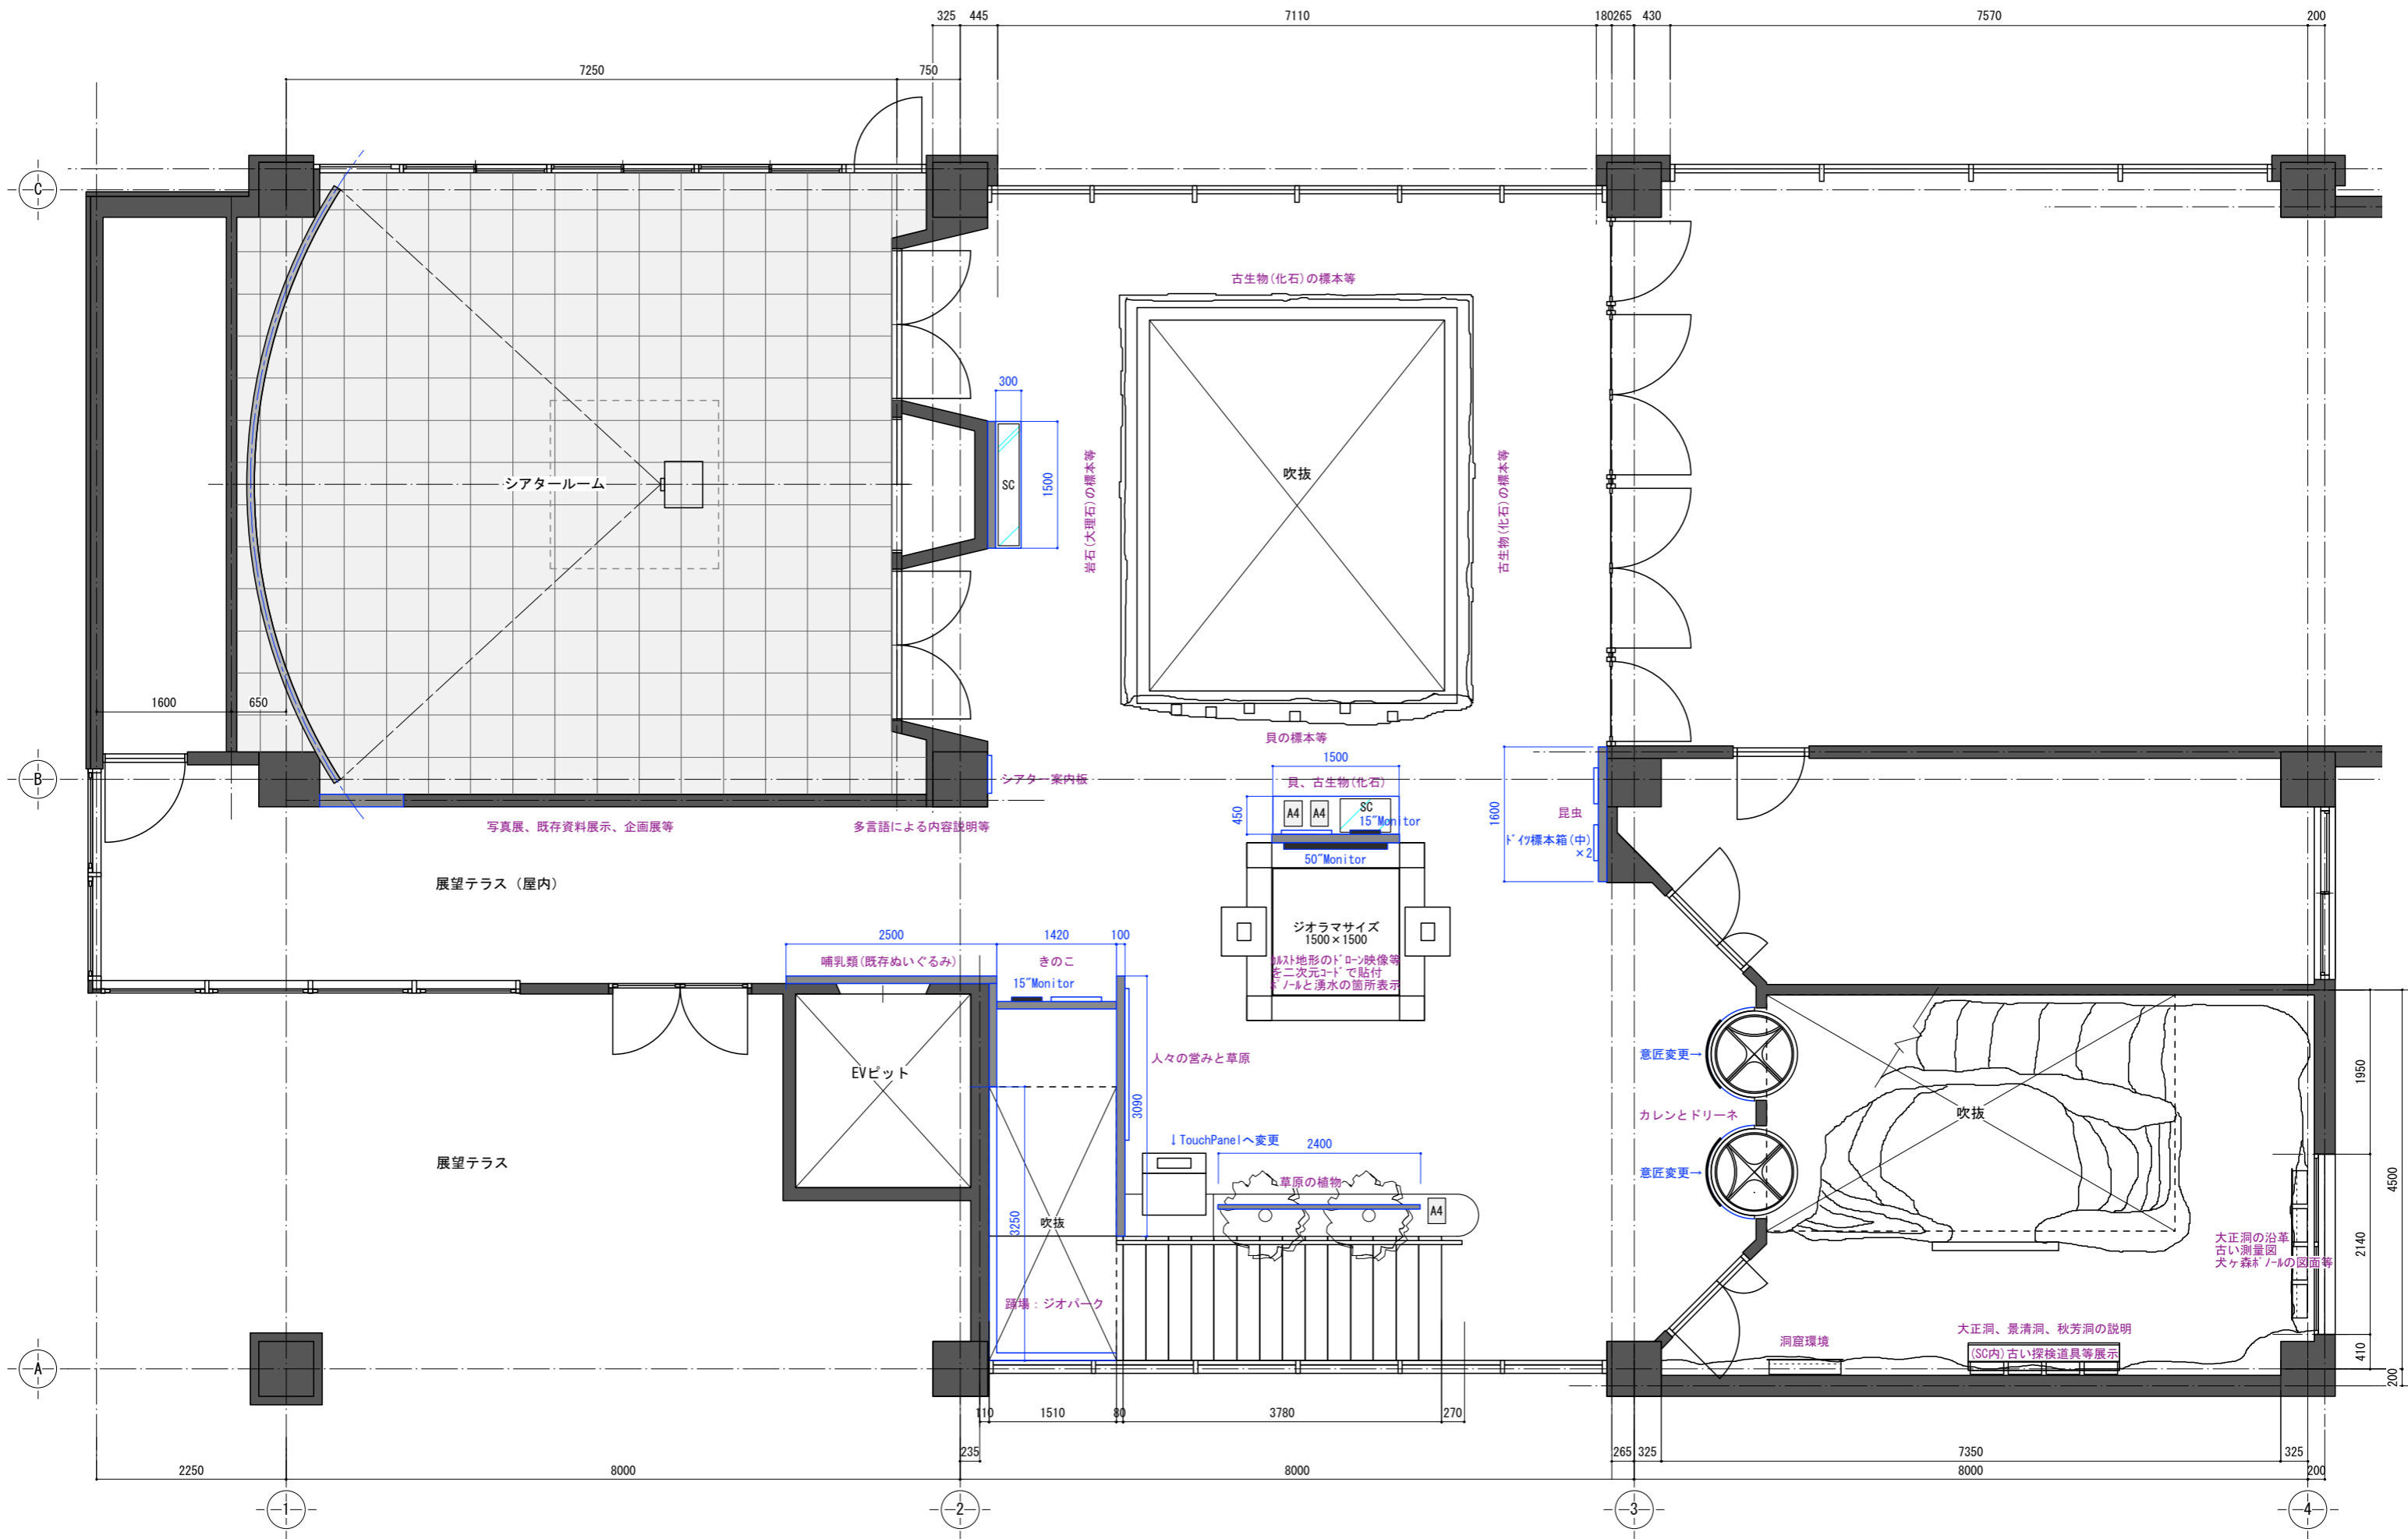 325
445
7110
180
265
430
7570
200
7250
750
C
古生物(化石)の標本等
300
シアタールーム
SC
1500
岩石(大理石)の標本等
吹抜
古生物(化石)の標本等
1600
650
貝の標本等
1500
B
シアター案内板
貝、古生物(化石)
450
A4
A4
SC
15"Monitor
1600
昆虫
ﾄﾞｲﾂ標本箱(中)
×2
写真展、既存資料展示、企画展等
多言語による内容説明等
50"Monitor
展望テラス（屋内）
ジオラマサイズ
1500×1500
ｶﾙｽﾄ地形のﾄﾞﾛｰﾝ映像等
を二次元ｺｰﾄﾞで貼付
ﾎﾟﾉｰﾙと湧水の箇所表示
2500
1420
100
哺乳類(既存ぬいぐるみ)
きのこ
15"Monitor
EVピット
人々の営みと草原
3090
意匠変更→
カレンとドリーネ
吹抜
1950
4500
↓TouchPanelへ変更
2400
展望テラス
草原の植物
意匠変更→
A4
3250
吹抜
大正洞の沿革
古い測量図
犬ヶ森ﾎﾟﾉｰﾙの図面等
2140
踊場：ジオパーク
洞窟環境
大正洞、景清洞、秋芳洞の説明
(SC内)古い探検道具等展示
410
200
A
110
1510
80
3780
270
235
265
325
7350
325
2250
8000
8000
8000
200
1
2
3
4